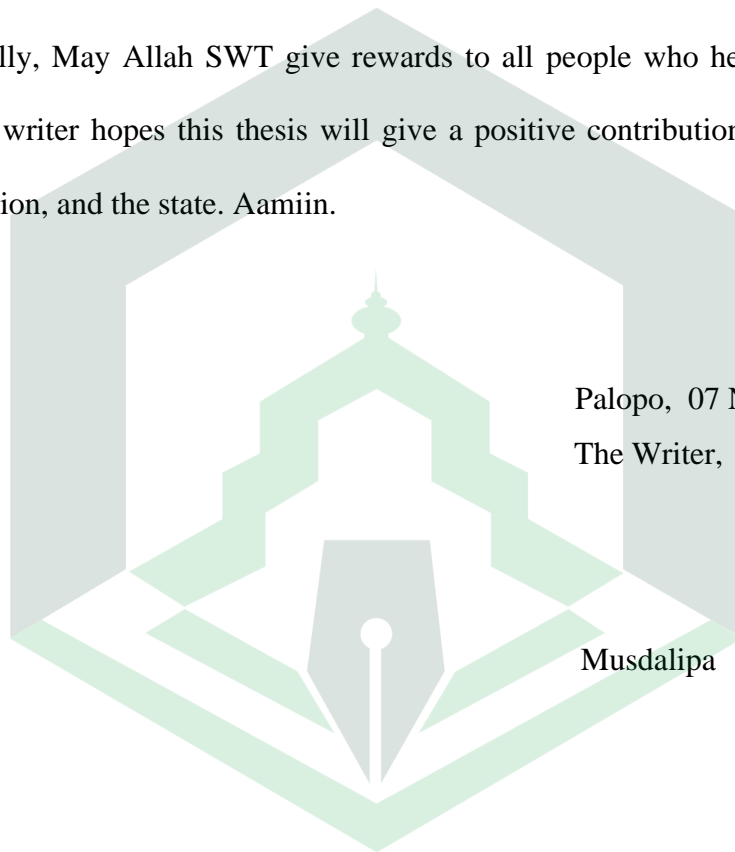 lly, May Allah SWT give rewards to all people who he
writer hopes this thesis will give a positive contribution
ion, and the state. Aamiin.
Palopo, 07 N
The Writer,
Musdalipa